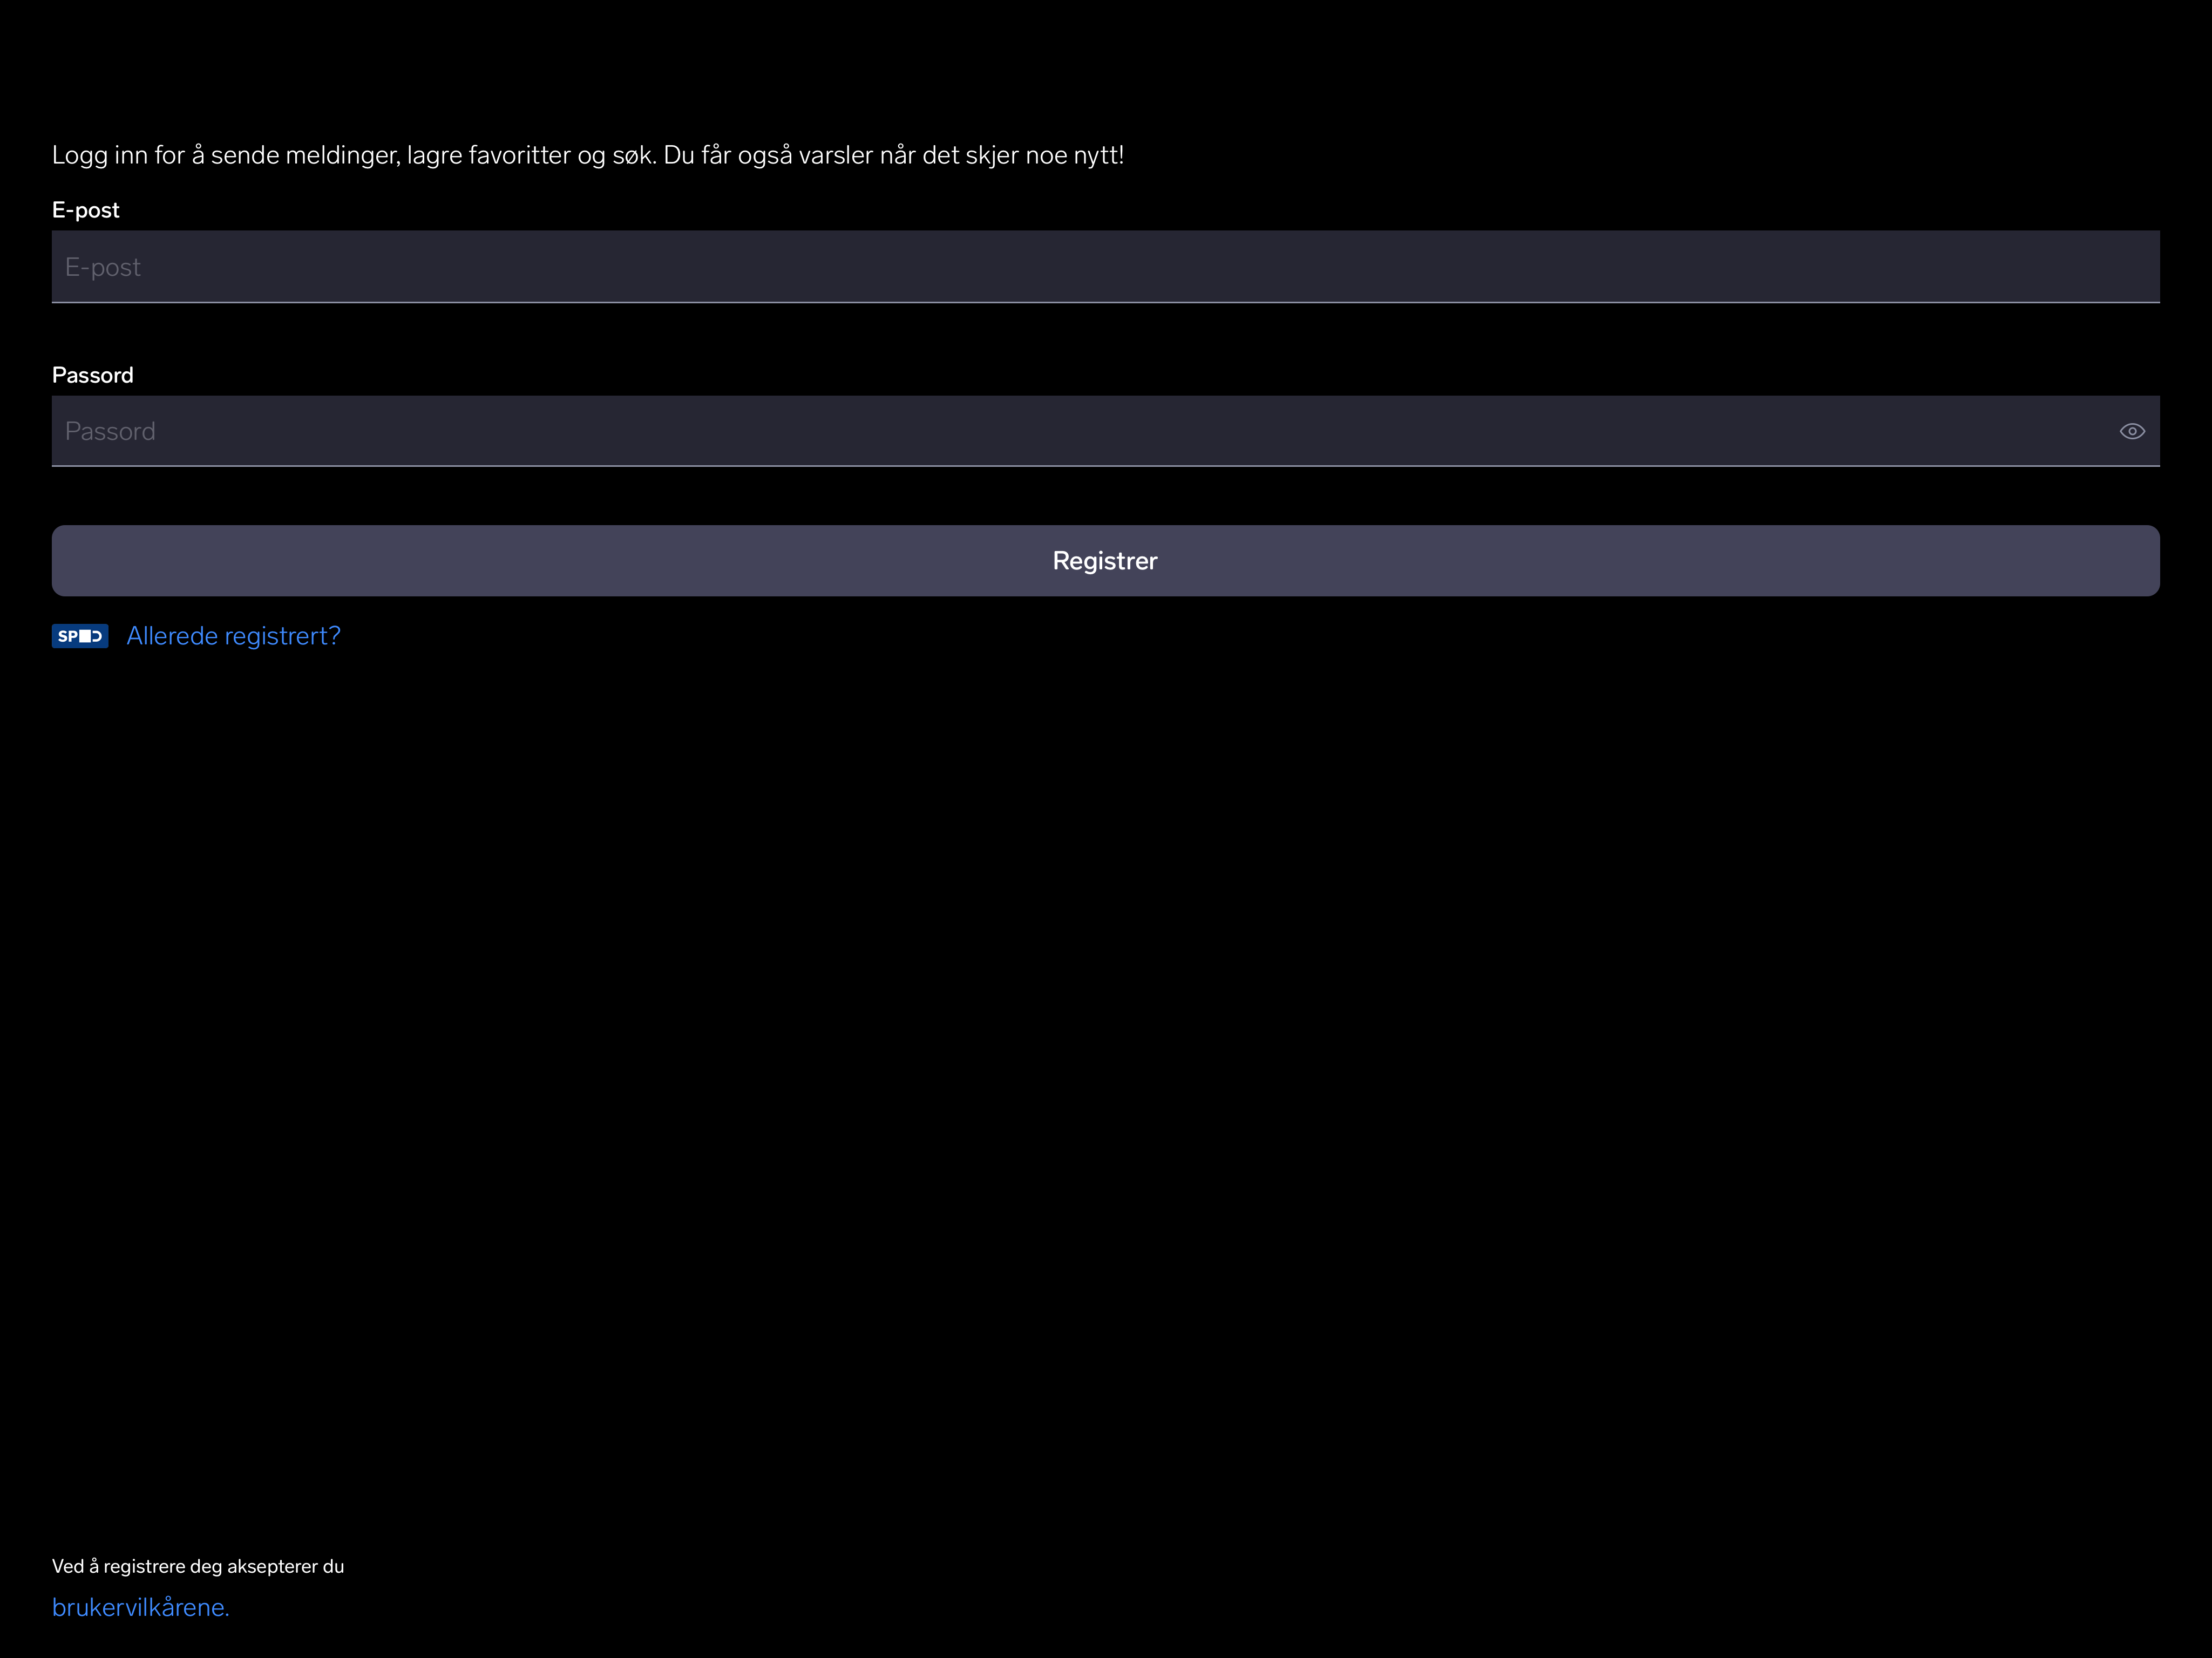 Logg inn for å sende meldinger, lagre favoritter og søk. Du får også varsler når det skjer noe nytt!
E-post
E-post
Passord
Passord
Registrer
Allerede registrert?
Ved å registrere deg aksepterer du
brukervilkårene.